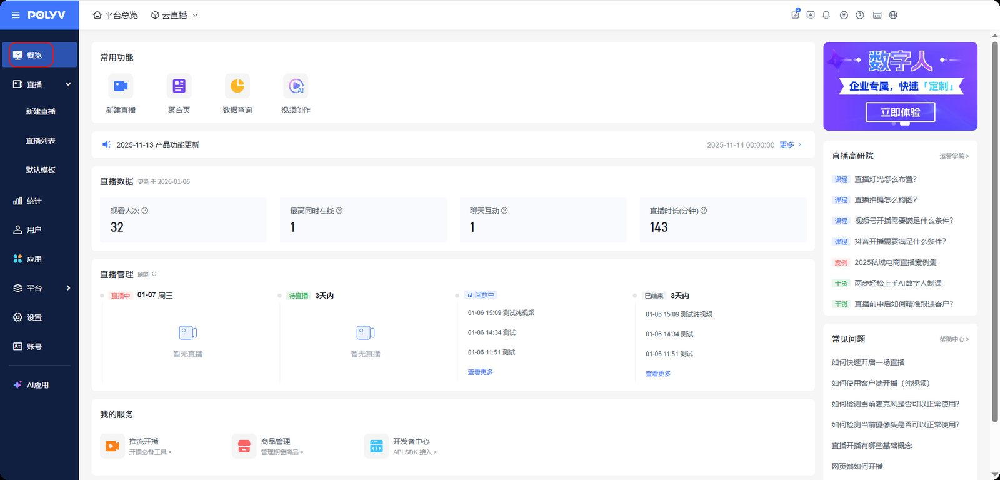 POLYV
平台总览
云直播
概览
直播
新建直播
直播列表
默认模板
统计
用户
应用
平台
设置
账号
AI应用
常用功能
新建直播
聚合页
数据查询
AI
视频创作
2025-11-13 产品功能更新
2025-11-14 00:00:00 更多 >
直播数据 更新于 2026-01-06
观看人次
32
最高同时在线
1
聊天互动
1
直播时长(分钟)
143
直播管理 刷新
直播中 01-07 周三
暂无直播
待直播 3天内
暂无直播
回放中
01-06 15:09 测试纯视频
01-06 14:34 测试
01-06 11:51 测试
查看更多
已结束 3天内
01-06 15:09 测试纯视频
01-06 14:34 测试
01-06 11:51 测试
查看更多
我的服务
推流开播
开播必备工具 >
商品管理
管理橱窗商品 >
开发者中心
API SDK 接入 >
数字人
企业专属，快速「定制」
立即体验
直播高研院
运营学院 >
课程 直播灯光怎么布置?
课程 直播拍摄怎么构图?
课程 视频号开播需要满足什么条件?
课程 抖音开播需要满足什么条件?
案例 2025私域电商直播案例集
干货 两步轻松上手AI数字人制课
干货 直播前中后如何精准跟进客户?
常见问题
帮助中心 >
如何快速开启一场直播
如何使用客户端开播（纯视频）
如何检测当前麦克风是否可以正常使用?
如何检测当前摄像头是否可以正常使用?
直播开播有哪些基础概念
网页端如何开播